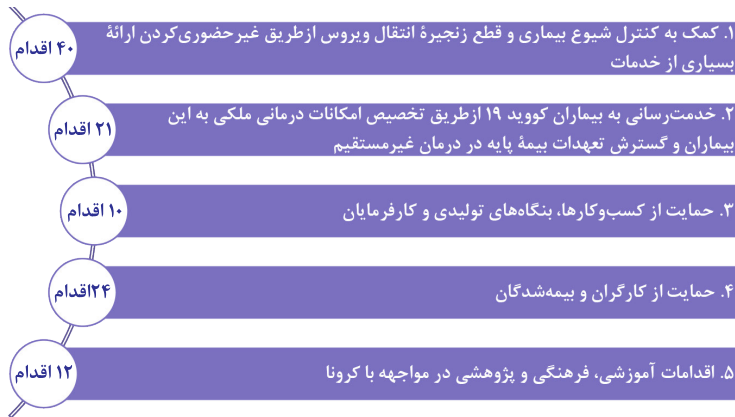 ۱. کمک به کنترل شیوع بیماری و قطع زنجیرۀ انتقال ویروس ازطریق غیرحضوری‌کردن ارائۀ
بسیاری از خدمات
۴۰ اقدام
۲. خدمت‌رسانی به بیماران کووید ۱۹ ازطریق تخصیص امکانات درمانی ملکی به این
بیماران و گسترش تعهدات بیمۀ پایه در درمان غیرمستقیم
۲۱ اقدام
۳. حمایت از کسب‌وکارها، بنگاه‌های تولیدی و کارفرمایان
۱۰ اقدام
۴. حمایت از کارگران و بیمه‌شدگان
۲۴اقدام
۵. اقدامات آموزشی، فرهنگی و پژوهشی در مواجهه با کرونا
۱۲ اقدام